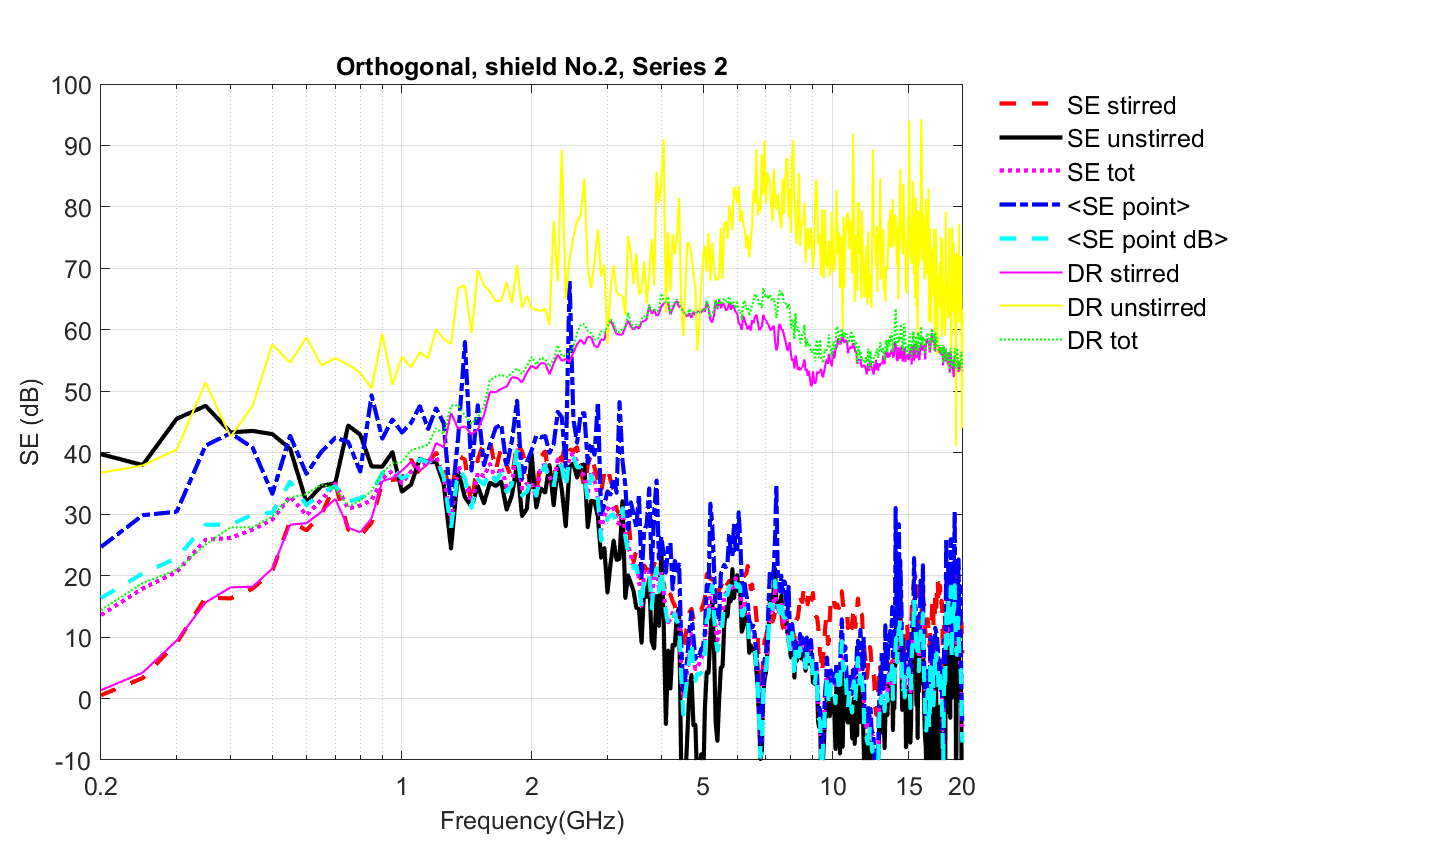 Orthogonal, shield No.2, Series 2
100
90
80
70
60
50
40
30
20
10
0
-10
SE (dB)
0.2 1 2 5 10 15 20
Frequency(GHz)
SE stirred
SE unstirred
SE tot
<SE point>
<SE point dB>
DR stirred
DR unstirred
DR tot